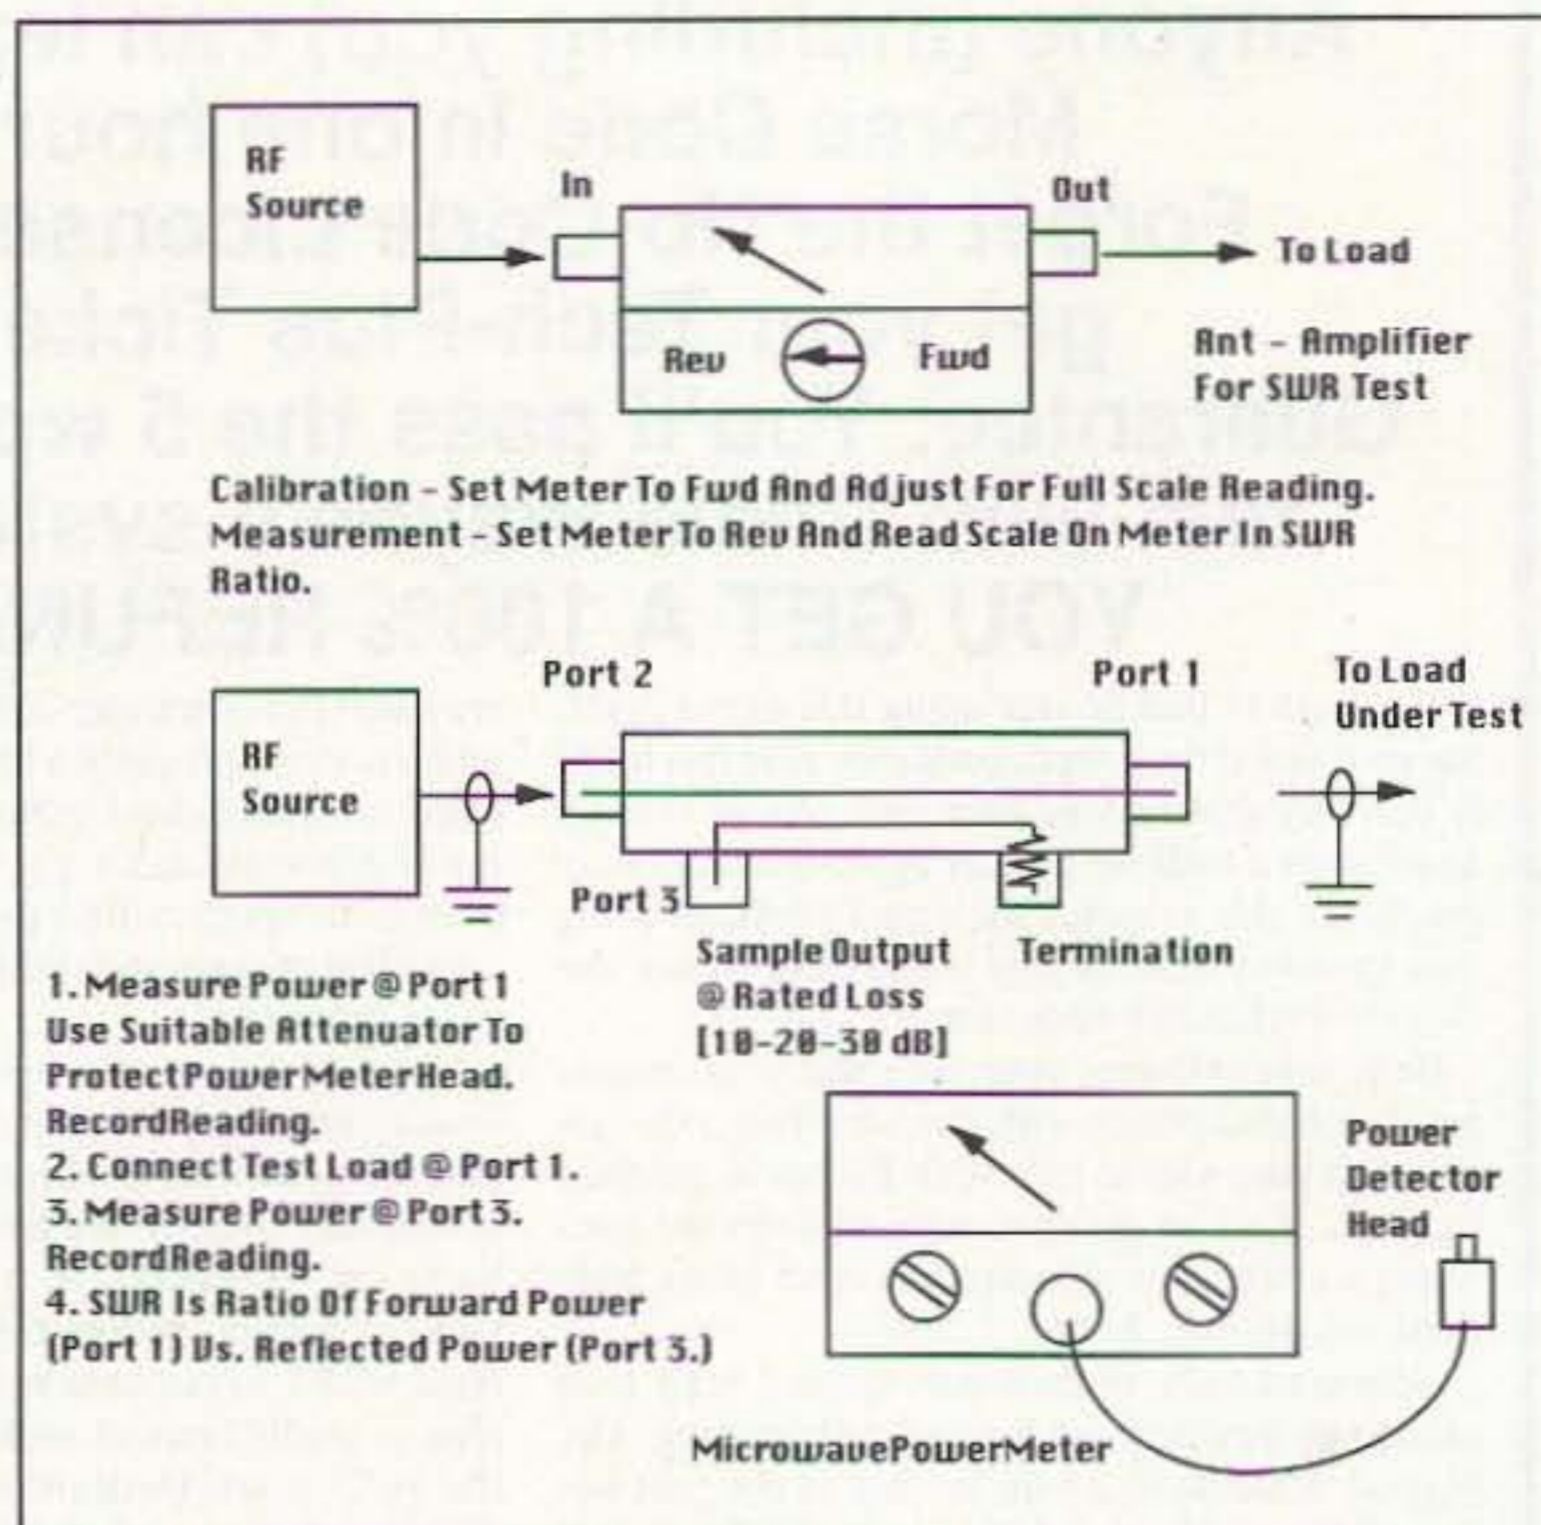 RF
Source
In
Out
To Load
Rev
Fwd
Ant - Amplifier
For SWR Test
Calibration - Set Meter To Fwd And Adjust For Full Scale Reading.
Measurement - Set Meter To Rev And Read Scale On Meter In SWR
Ratio.
Port 2
Port 1
To Load
Under Test
RF
Source
Port 3
Sample Output
@ Rated Loss
[10-20-30 dB]
Termination
1. Measure Power @ Port 1
Use Suitable Attenuator To
Protect Power Meter Head.
Record Reading.
2. Connect Test Load @ Port 1.
3. Measure Power @ Port 3.
Record Reading.
4. SWR Is Ratio Of Forward Power
(Port 1) Vs. Reflected Power (Port 3.)
Power
Detector
Head
Microwave Power Meter